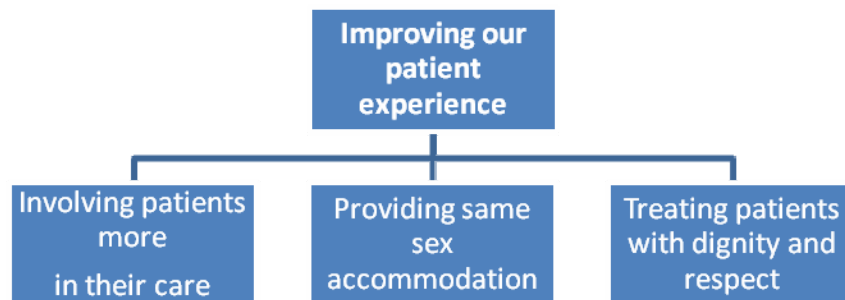 Improving our
patient
experience
Involving patients
more
in their care
Providing same
sex
accommodation
Treating patients
with dignity and
respect